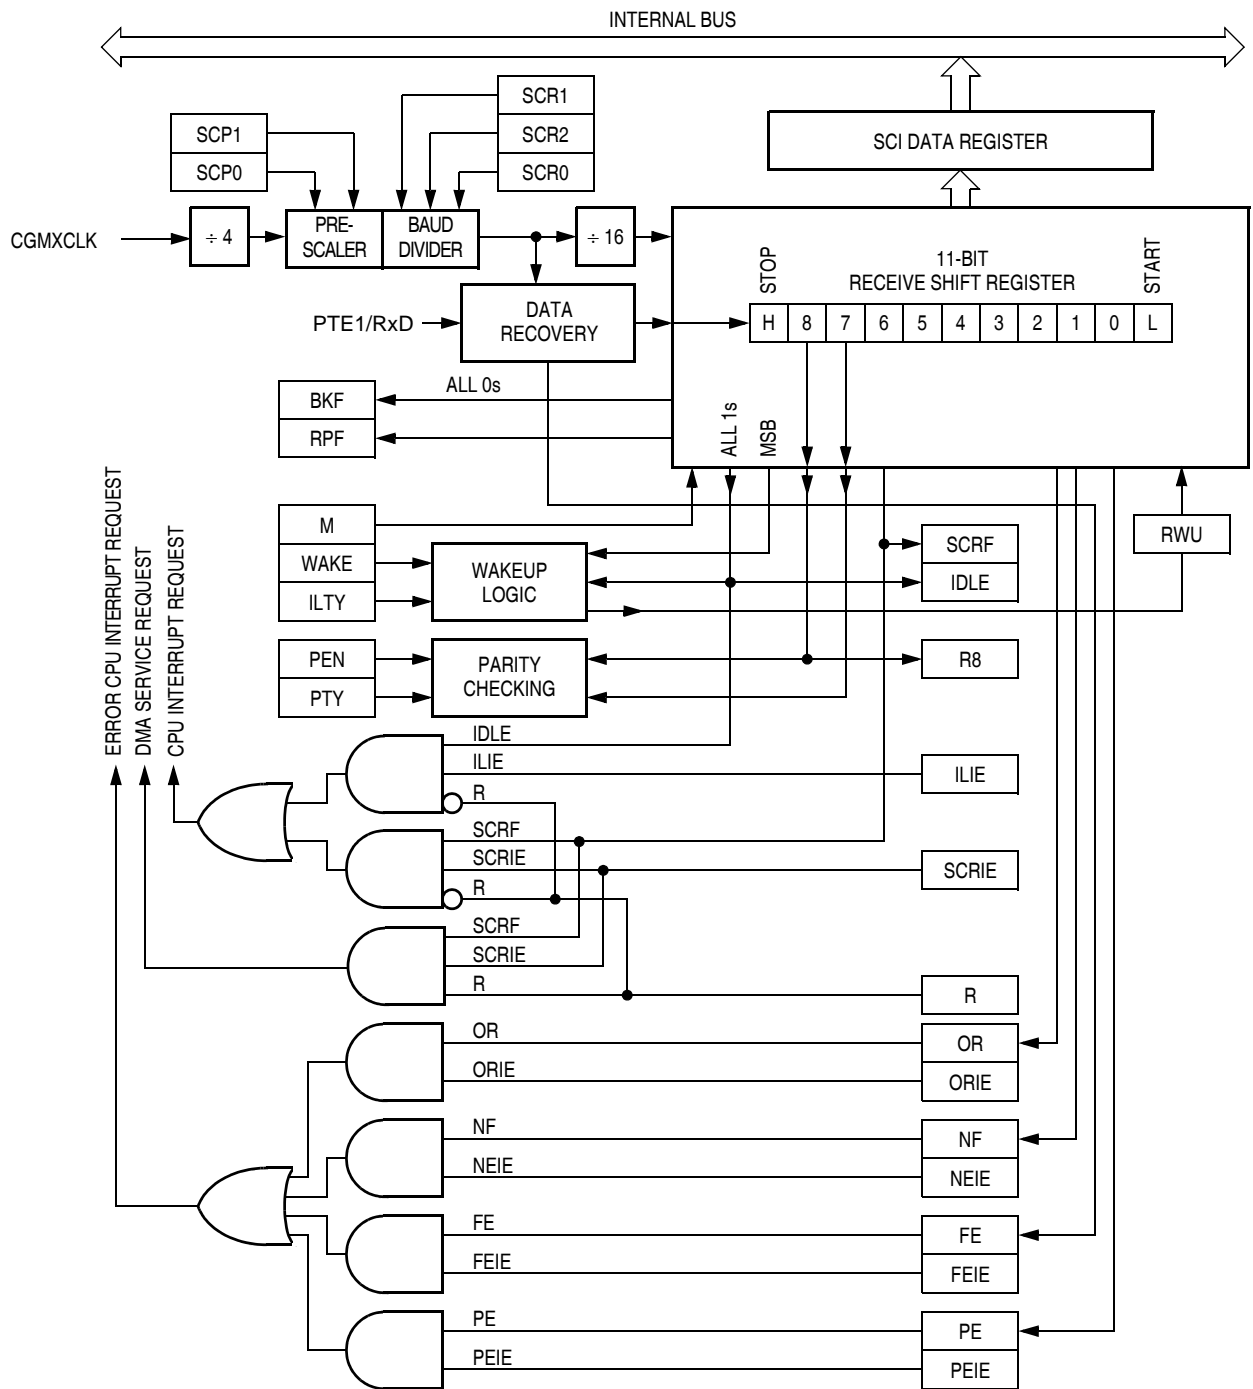 INTERNAL BUS
SCR1
SCR2
SCR0
SCP1
SCP0
SCI DATA REGISTER
CGMXCLK
÷ 4
PRE-
SCALER
BAUD
DIVIDER
÷ 16
STOP
11-BIT
RECEIVE SHIFT REGISTER
START
PTE1/RxD
DATA
RECOVERY
H 8 7 6 5 4 3 2 1 0 L
ALL 0s
BKF
RPF
ALL 1s
MSB
M
WAKE
ILTY
WAKEUP
LOGIC
SCRF
IDLE
RWU
PEN
PTY
PARITY
CHECKING
R8
ERROR CPU INTERRUPT REQUEST
DMA SERVICE REQUEST
CPU INTERRUPT REQUEST
IDLE
ILIE
R
ILIE
SCRF
SCRIE
R
SCRIE
SCRF
SCRIE
R
R
OR
ORIE
OR
ORIE
NF
NEIE
NF
NEIE
FE
FEIE
FE
FEIE
PE
PEIE
PE
PEIE